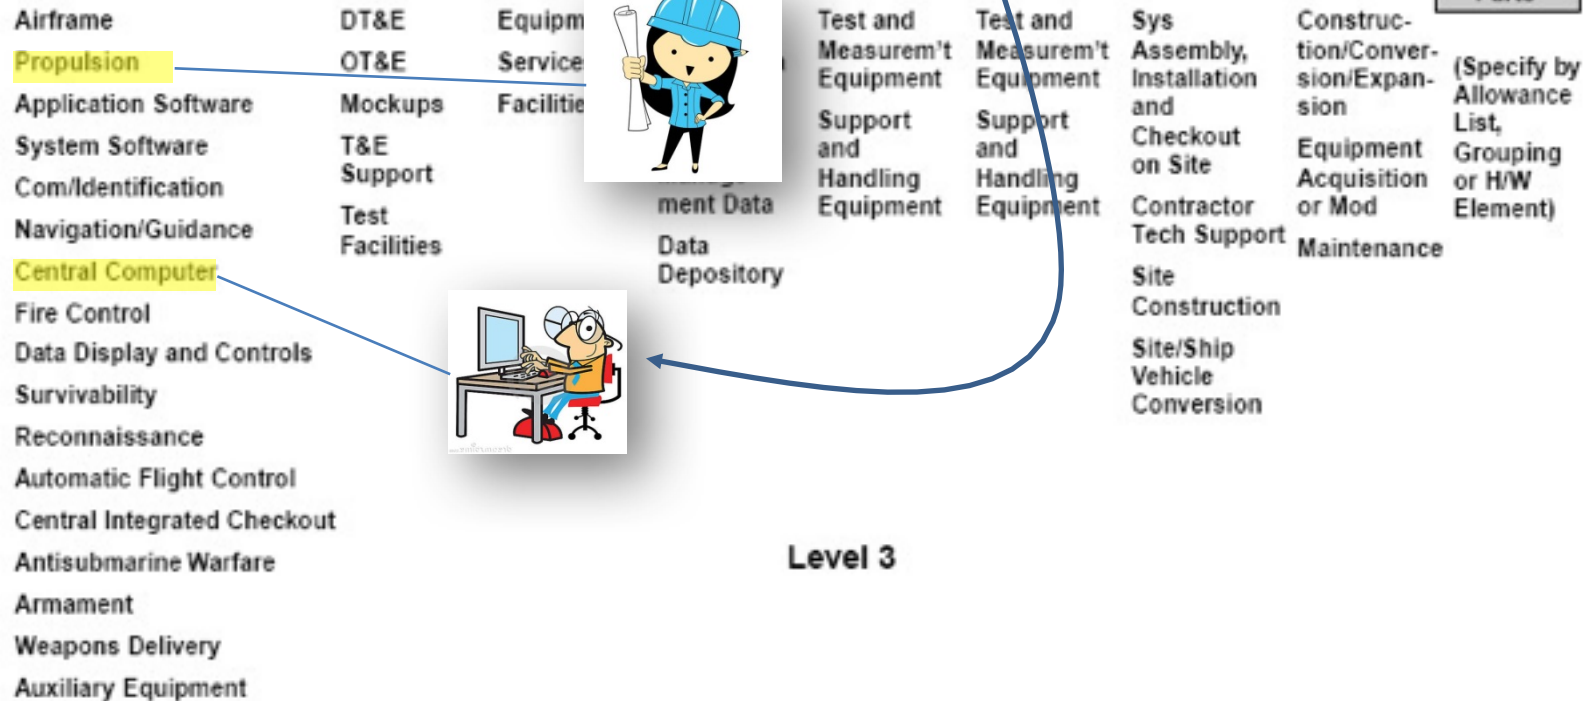 Airframe
Propulsion
Application Software
System Software
Com/Identification
Navigation/Guidance
Central Computer
Fire Control
Data Display and Controls
Survivability
Reconnaissance
Automatic Flight Control
Central Integrated Checkout
Antisubmarine Warfare
Armament
Weapons Delivery
Auxiliary Equipment
DT&E
OT&E
Mockups
T&E
Support
Test
Facilities
ment Data
Data
Depository
Test and
Measurem't
Equipment
Support
and
Handling
Equipment
Test and
Measurem't
Equipment
Support
and
Handling
Equipment
Sys
Assembly,
Installation
and
Checkout
on Site
Contractor
Tech Support
Site
Construction
Site/Ship
Vehicle
Conversion
Construc-
tion/Conver-
sion/Expan-
sion
Equipment
Acquisition
or Mod
Maintenance
(Specify by
Allowance
List,
Grouping
or H/W
Element)
Level 3